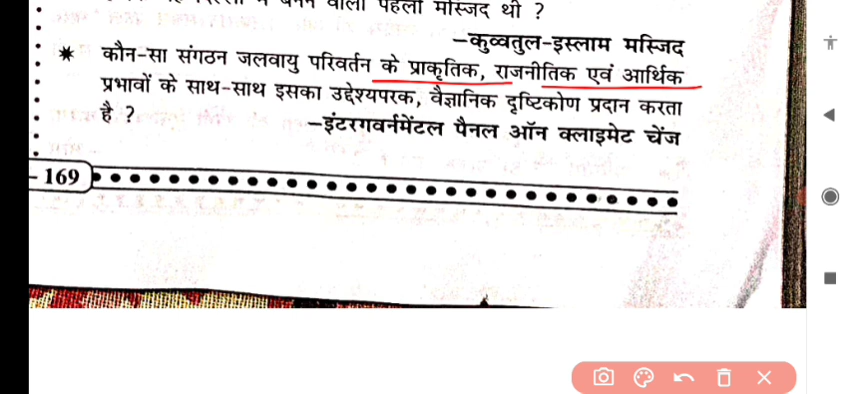 दिल्ली में बनने वाली पहली मस्जिद थी ?
–कुव्वतुल-इस्लाम मस्जिद
* कौन-सा संगठन जलवायु परिवर्तन के प्राकृतिक, राजनीतिक एवं आर्थिक
प्रभावों के साथ-साथ इसका उद्देश्यपरक, वैज्ञानिक दृष्टिकोण प्रदान करता
है ?
–इंटरगवर्नमेंटल पैनल ऑन क्लाइमेट चेंज
– 169